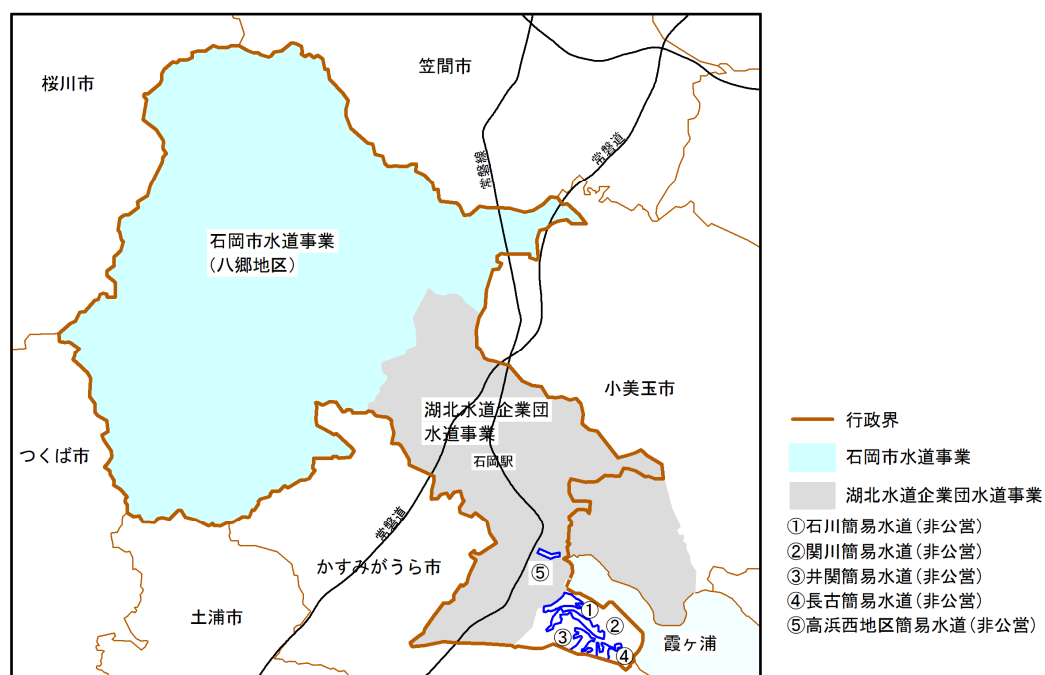 桜川市
笠間市
常磐線
常磐道
石岡市水道事業
(八郷地区)
小美玉市
湖北水道企業団
水道事業
石岡駅
つくば市
常磐道
かすみがうら市
⑤
土浦市
①
②
③
④
霞ヶ浦
行政界
石岡市水道事業
湖北水道企業団水道事業
①石川簡易水道(非公営)
②関川簡易水道(非公営)
③井関簡易水道(非公営)
④長古簡易水道(非公営)
⑤高浜西地区簡易水道(非公営)